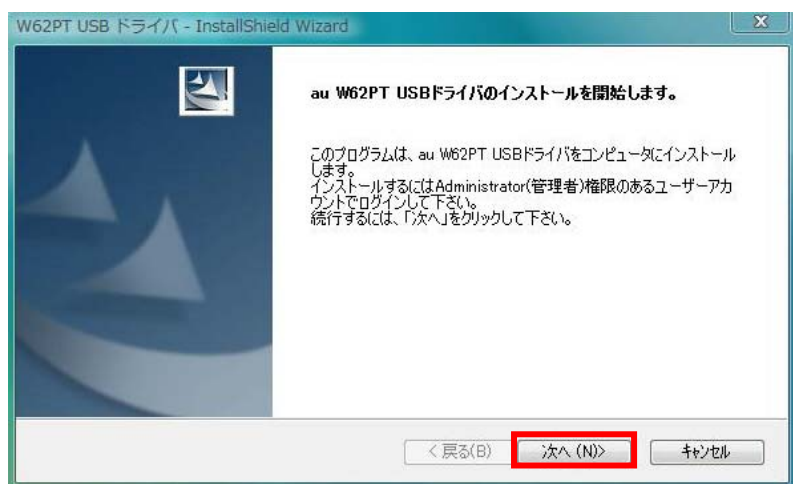 W62PT USB ドライバ - InstallShield Wizard
au W62PT USBドライバのインストールを開始します。
このプログラムは、au W62PT USBドライバをコンピュータにインストール
します。
インストールするにはAdministrator(管理者)権限のあるユーザーアカ
ウントでログインして下さい。
続行するには、「次へ」をクリックして下さい。
< 戻る(B)
次へ (N)>
キャンセル